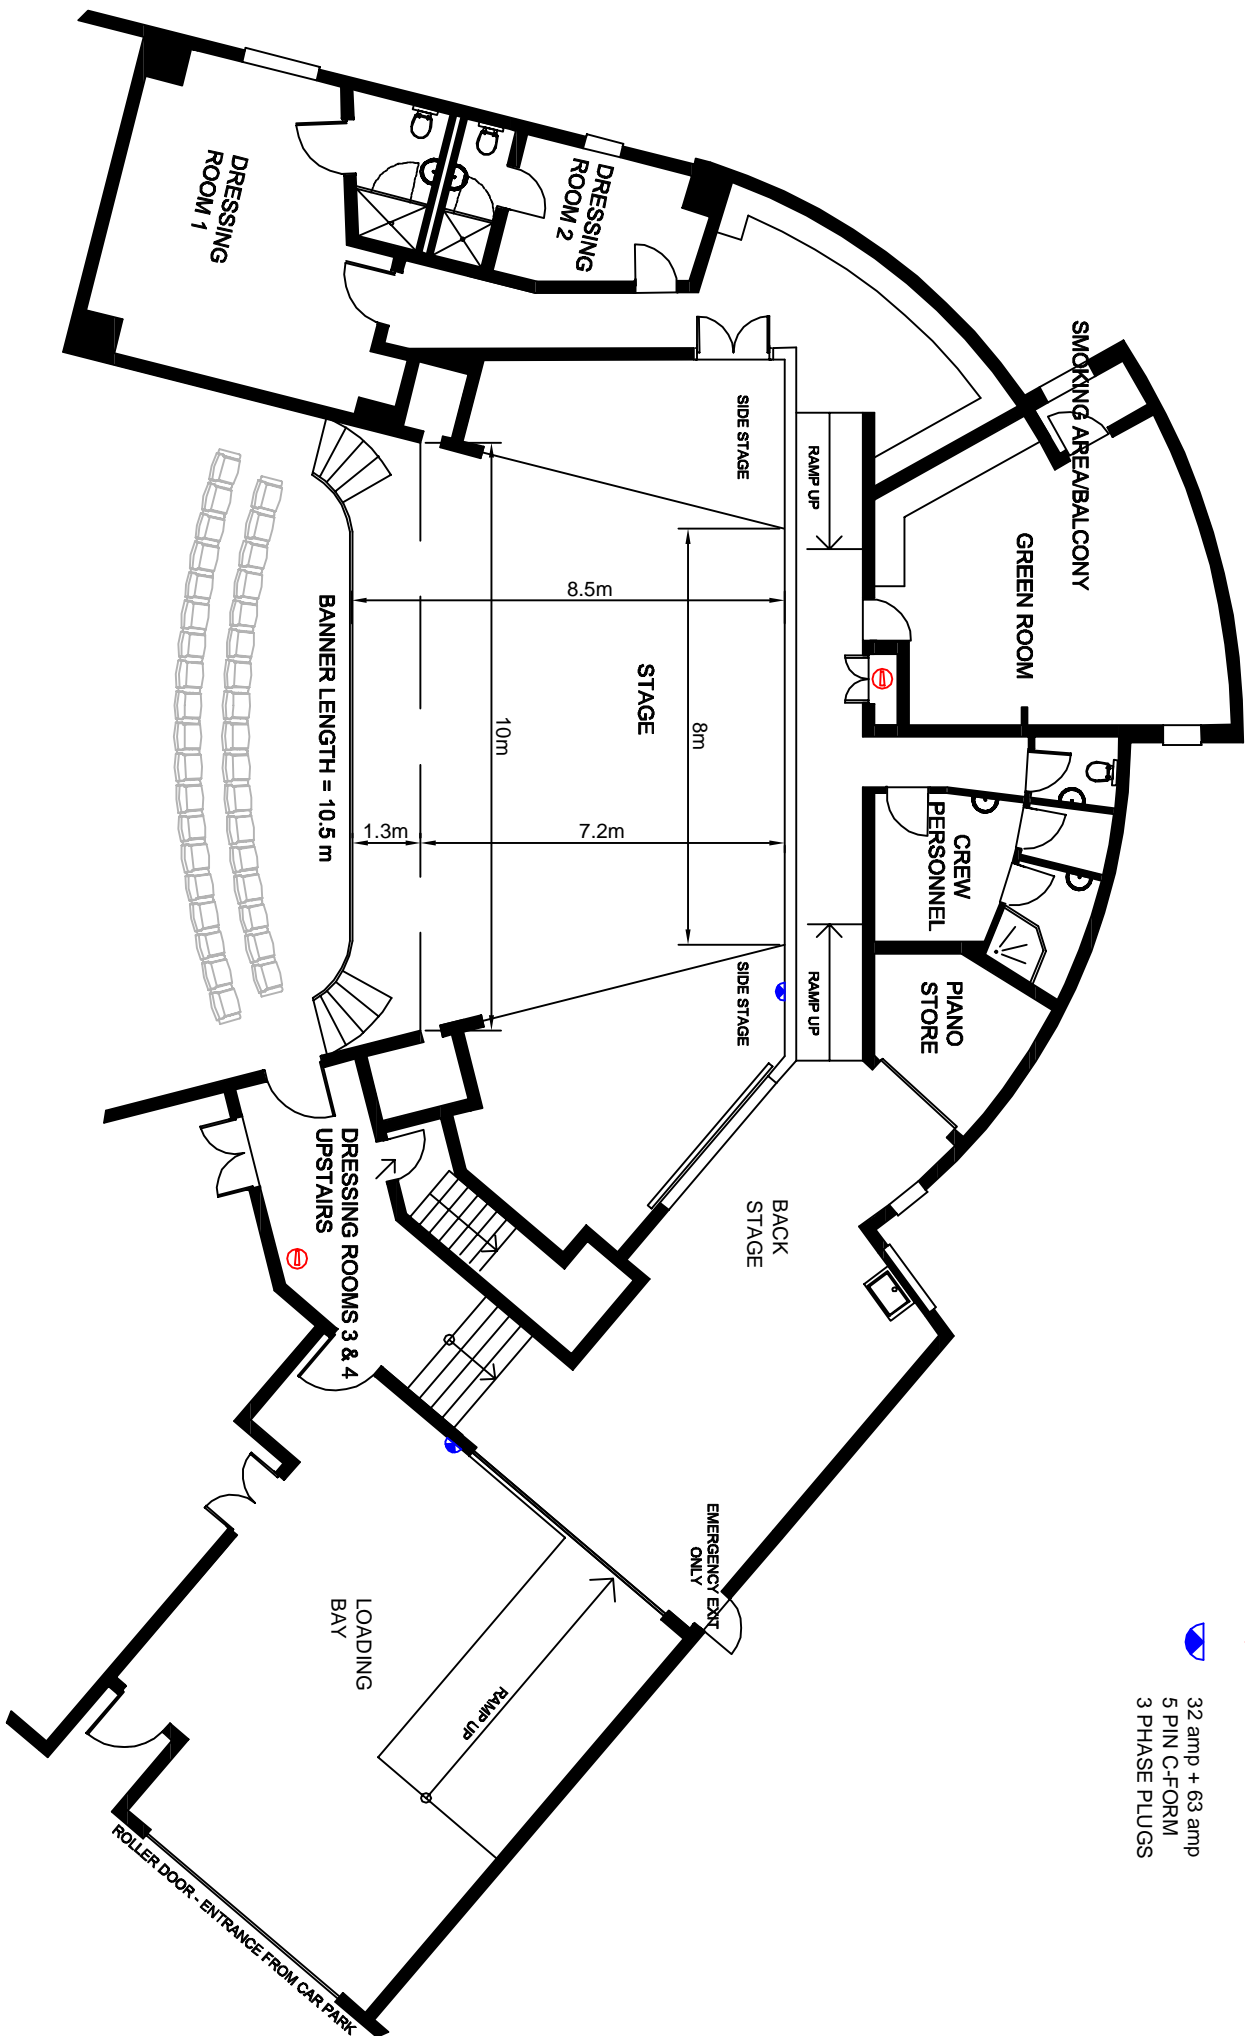 DRESSING
ROOM 1
DRESSING
ROOM 2
SMOKING AREA/BALCONY
GREEN ROOM
SIDE STAGE
RAMP UP
8.5m
STAGE
8m
10m
BANNER LENGTH = 10.5 m
1.3m
7.2m
CREW
PERSONNEL
PIANO
STORE
SIDE STAGE
RAMP UP
BACK
STAGE
DRESSING ROOMS 3 & 4
UPSTAIRS
EMERGENCY EXIT
ONLY
LOADING
BAY
RAMP UP
ROLLER DOOR - ENTRANCE FROM CAR PARK
32 amp + 63 amp
5 PIN C-FORM
3 PHASE PLUGS